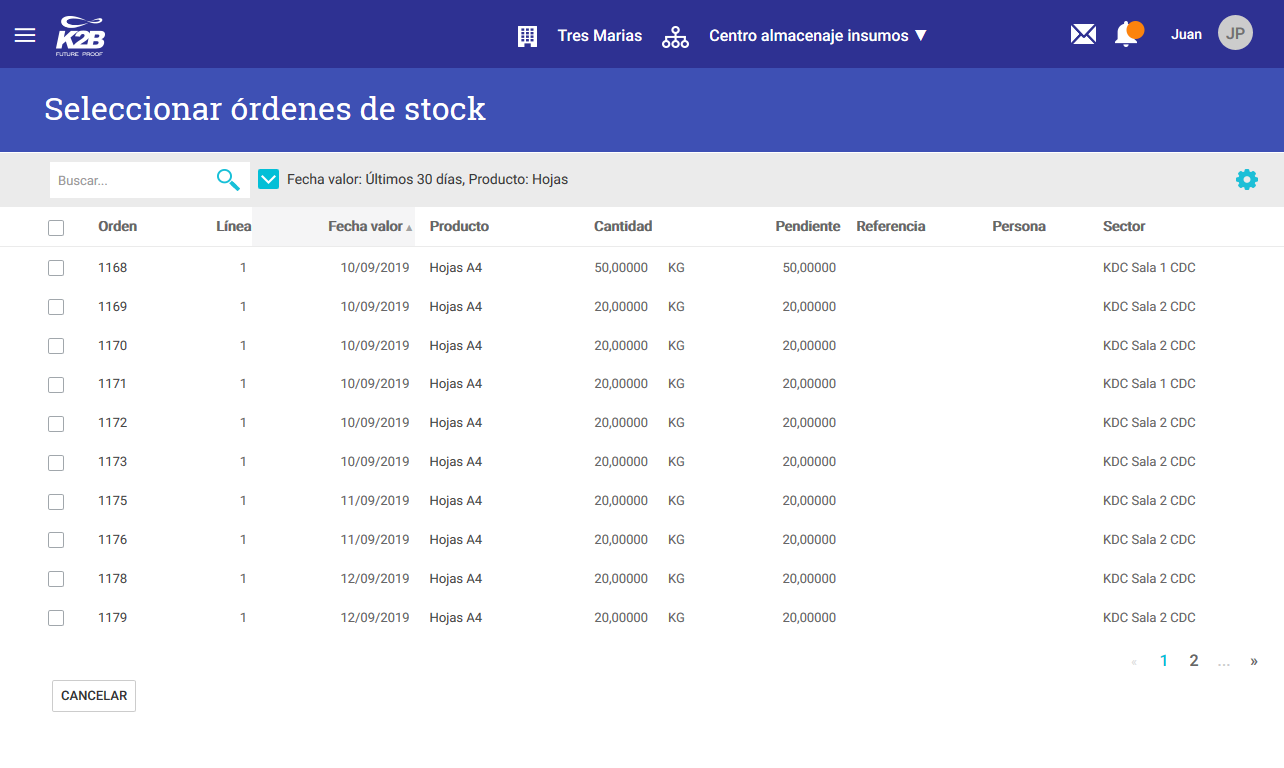 K2B
FUTURE PROOF
Tres Marias
Centro almacenaje insumos ▼
Juan
JP
Seleccionar órdenes de stock
Buscar...
Fecha valor: Últimos 30 días, Producto: Hojas
Orden Línea Fecha valor ▲ Producto Cantidad Pendiente Referencia Persona Sector
1168 1 10/09/2019 Hojas A4 50,00000 KG 50,00000 KDC Sala 1 CDC
1169 1 10/09/2019 Hojas A4 20,00000 KG 20,00000 KDC Sala 2 CDC
1170 1 10/09/2019 Hojas A4 20,00000 KG 20,00000 KDC Sala 2 CDC
1171 1 10/09/2019 Hojas A4 20,00000 KG 20,00000 KDC Sala 1 CDC
1172 1 10/09/2019 Hojas A4 20,00000 KG 20,00000 KDC Sala 2 CDC
1173 1 10/09/2019 Hojas A4 20,00000 KG 20,00000 KDC Sala 2 CDC
1175 1 11/09/2019 Hojas A4 20,00000 KG 20,00000 KDC Sala 2 CDC
1176 1 11/09/2019 Hojas A4 20,00000 KG 20,00000 KDC Sala 2 CDC
1178 1 12/09/2019 Hojas A4 20,00000 KG 20,00000 KDC Sala 2 CDC
1179 1 12/09/2019 Hojas A4 20,00000 KG 20,00000 KDC Sala 2 CDC
« 1 2 ... »
CANCELAR